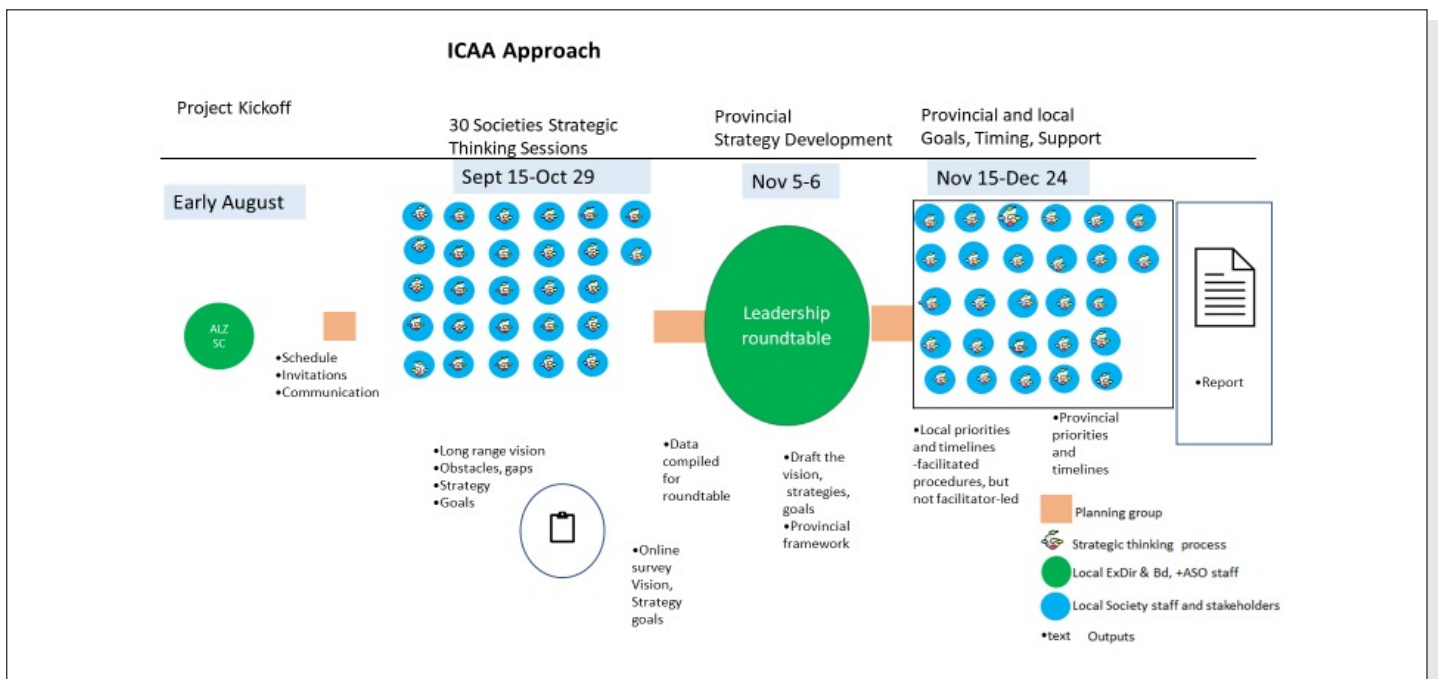 ICAA Approach
Project Kickoff
30 Societies Strategic
Thinking Sessions
Provincial
Strategy Development
Provincial and local
Goals, Timing, Support
Early August
Sept 15-Oct 29
Nov 5-6
Nov 15-Dec 24
ALZ
SC
•Schedule
•Invitations
•Communication
•Long range vision
•Obstacles, gaps
•Strategy
•Goals
•Online
survey
Vision,
Strategy
goals
•Data
compiled
for
roundtable
Leadership
roundtable
•Draft the
vision,
strategies,
goals
•Provincial
framework
•Local priorities
and timelines
-facilitated
procedures, but
not facilitator-led
•Provincial
priorities
and
timelines
•Report
Planning group
Strategic thinking process
Local ExDir & Bd, +ASO staff
Local Society staff and stakeholders
•text Outputs